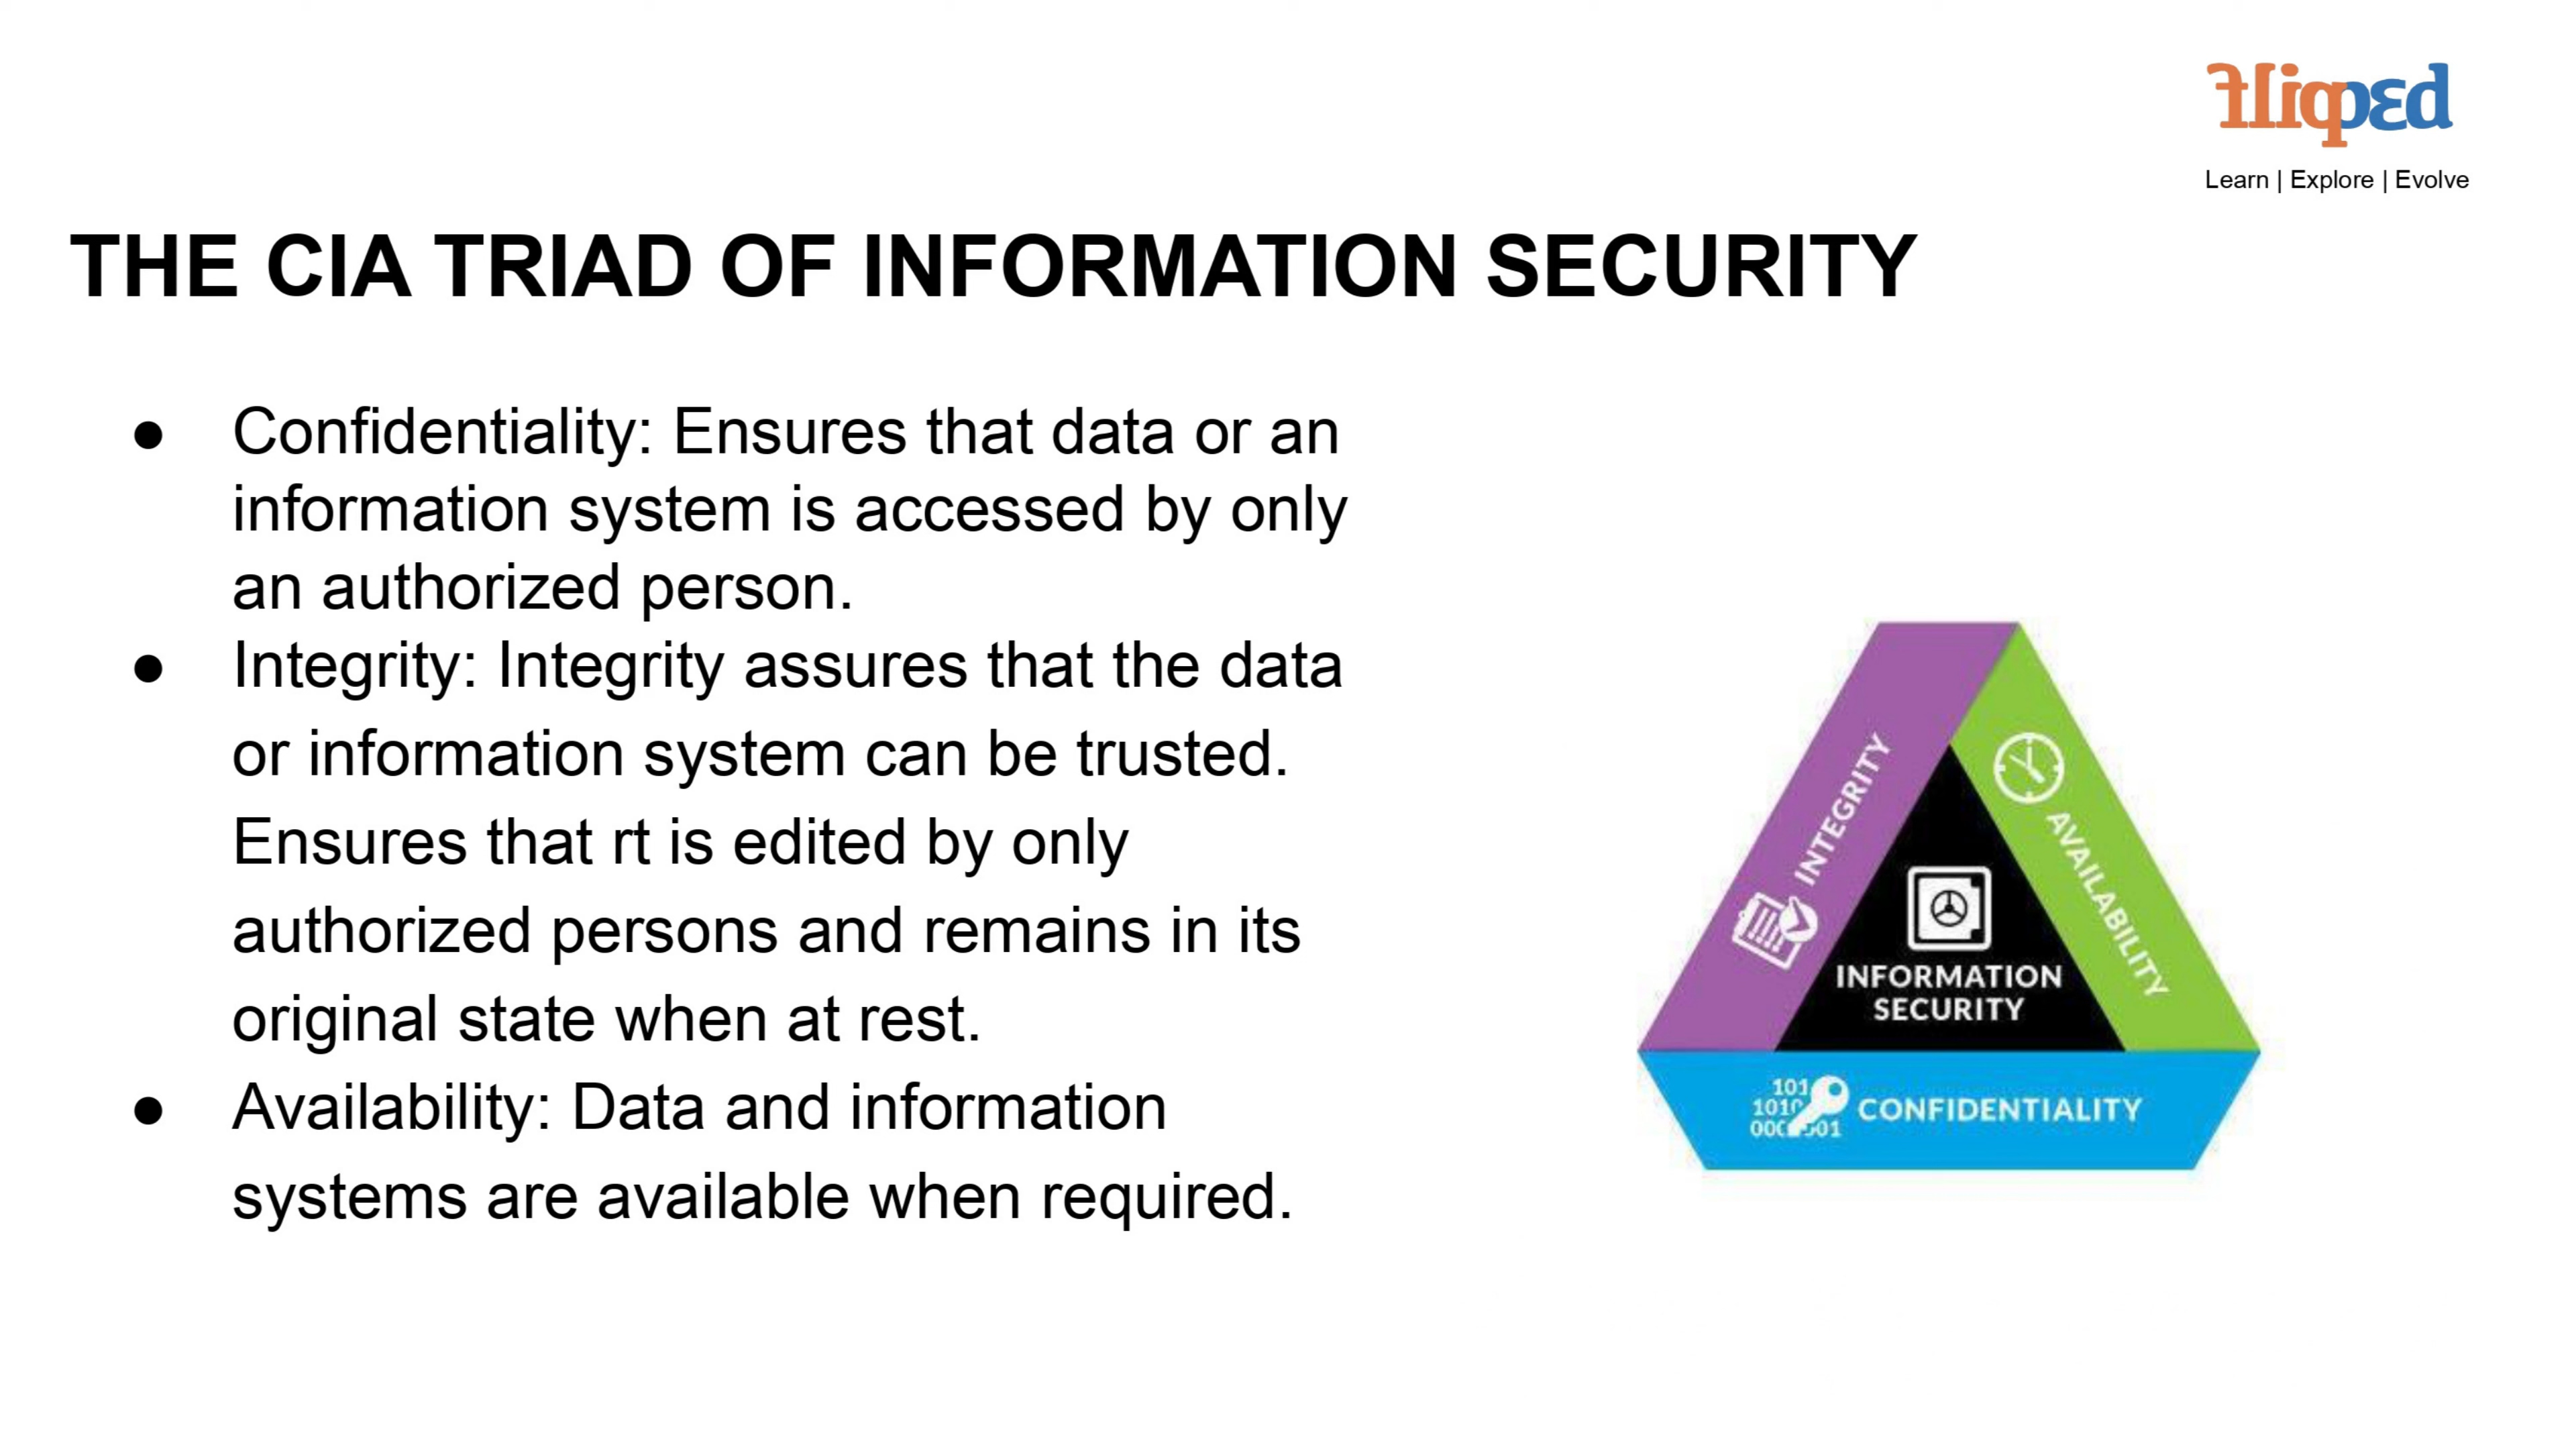 flipped
Learn | Explore | Evolve
THE CIA TRIAD OF INFORMATION SECURITY
● Confidentiality: Ensures that data or an
information system is accessed by only
an authorized person.
● Integrity: Integrity assures that the data
or information system can be trusted.
Ensures that rt is edited by only
authorized persons and remains in its
original state when at rest.
● Availability: Data and information
systems are available when required.
INTEGRITY
AVAILABILITY
INFORMATION
SECURITY
101
CONFIDENTIALITY